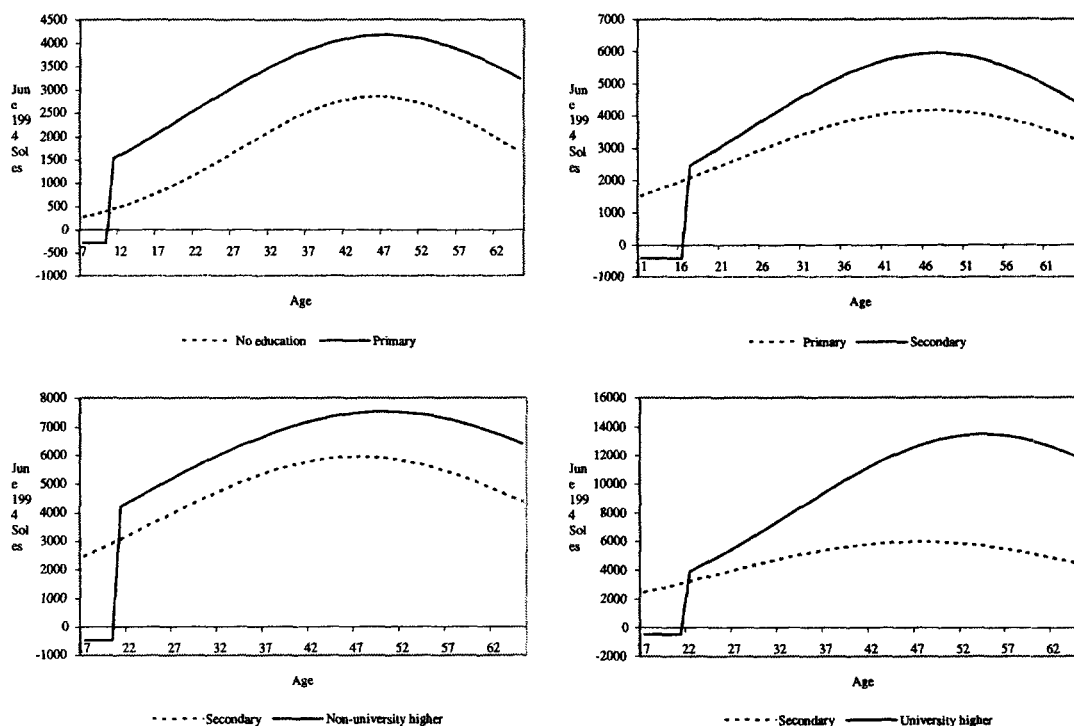 4500
4000
3500
3000
2500
2000
1500
1000
500
0
-500
-1000
Jun
e
199
4
Sol
es
7 12 17 22 27 32 37 42 47 52 57 62
Age
No education Primary
7000
6000
5000
4000
3000
2000
1000
0
-1000
Jun
e
199
4
Sol
es
11 16 21 26 31 36 41 46 51 56 61
Age
Primary Secondary
8000
7000
6000
5000
4000
3000
2000
1000
0
-1000
Jun
e
199
4
Sol
es
17 22 27 32 37 42 47 52 57 62
Age
Secondary Non-university higher
16000
14000
12000
10000
8000
6000
4000
2000
0
-2000
Jun
e
199
4
Sol
es
17 22 27 32 37 42 47 52 57 62
Age
Secondary University higher